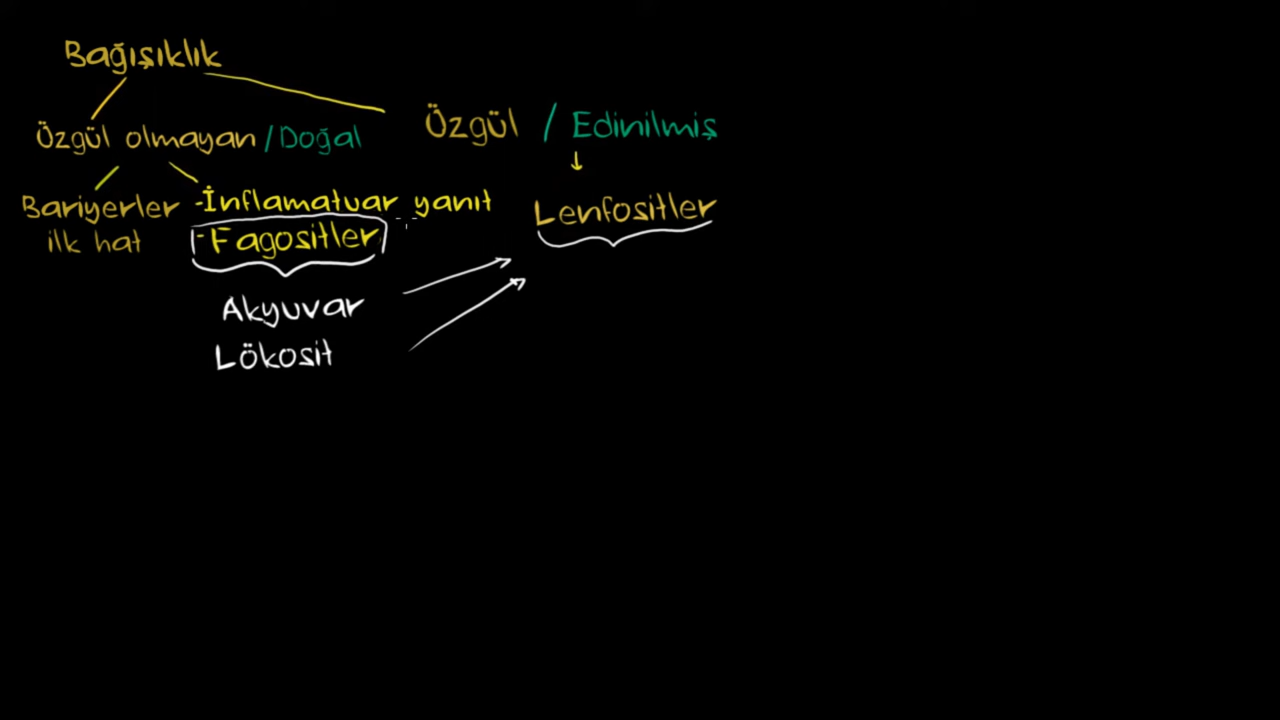 Bağışıklık
Özgül olmayan / Doğal
Özgül / Edinilmiş
Bariyerler
ilk hat
-İnflamatuar yanıt
-Fagositler
Lenfositler
Akyuvar
Lökosit